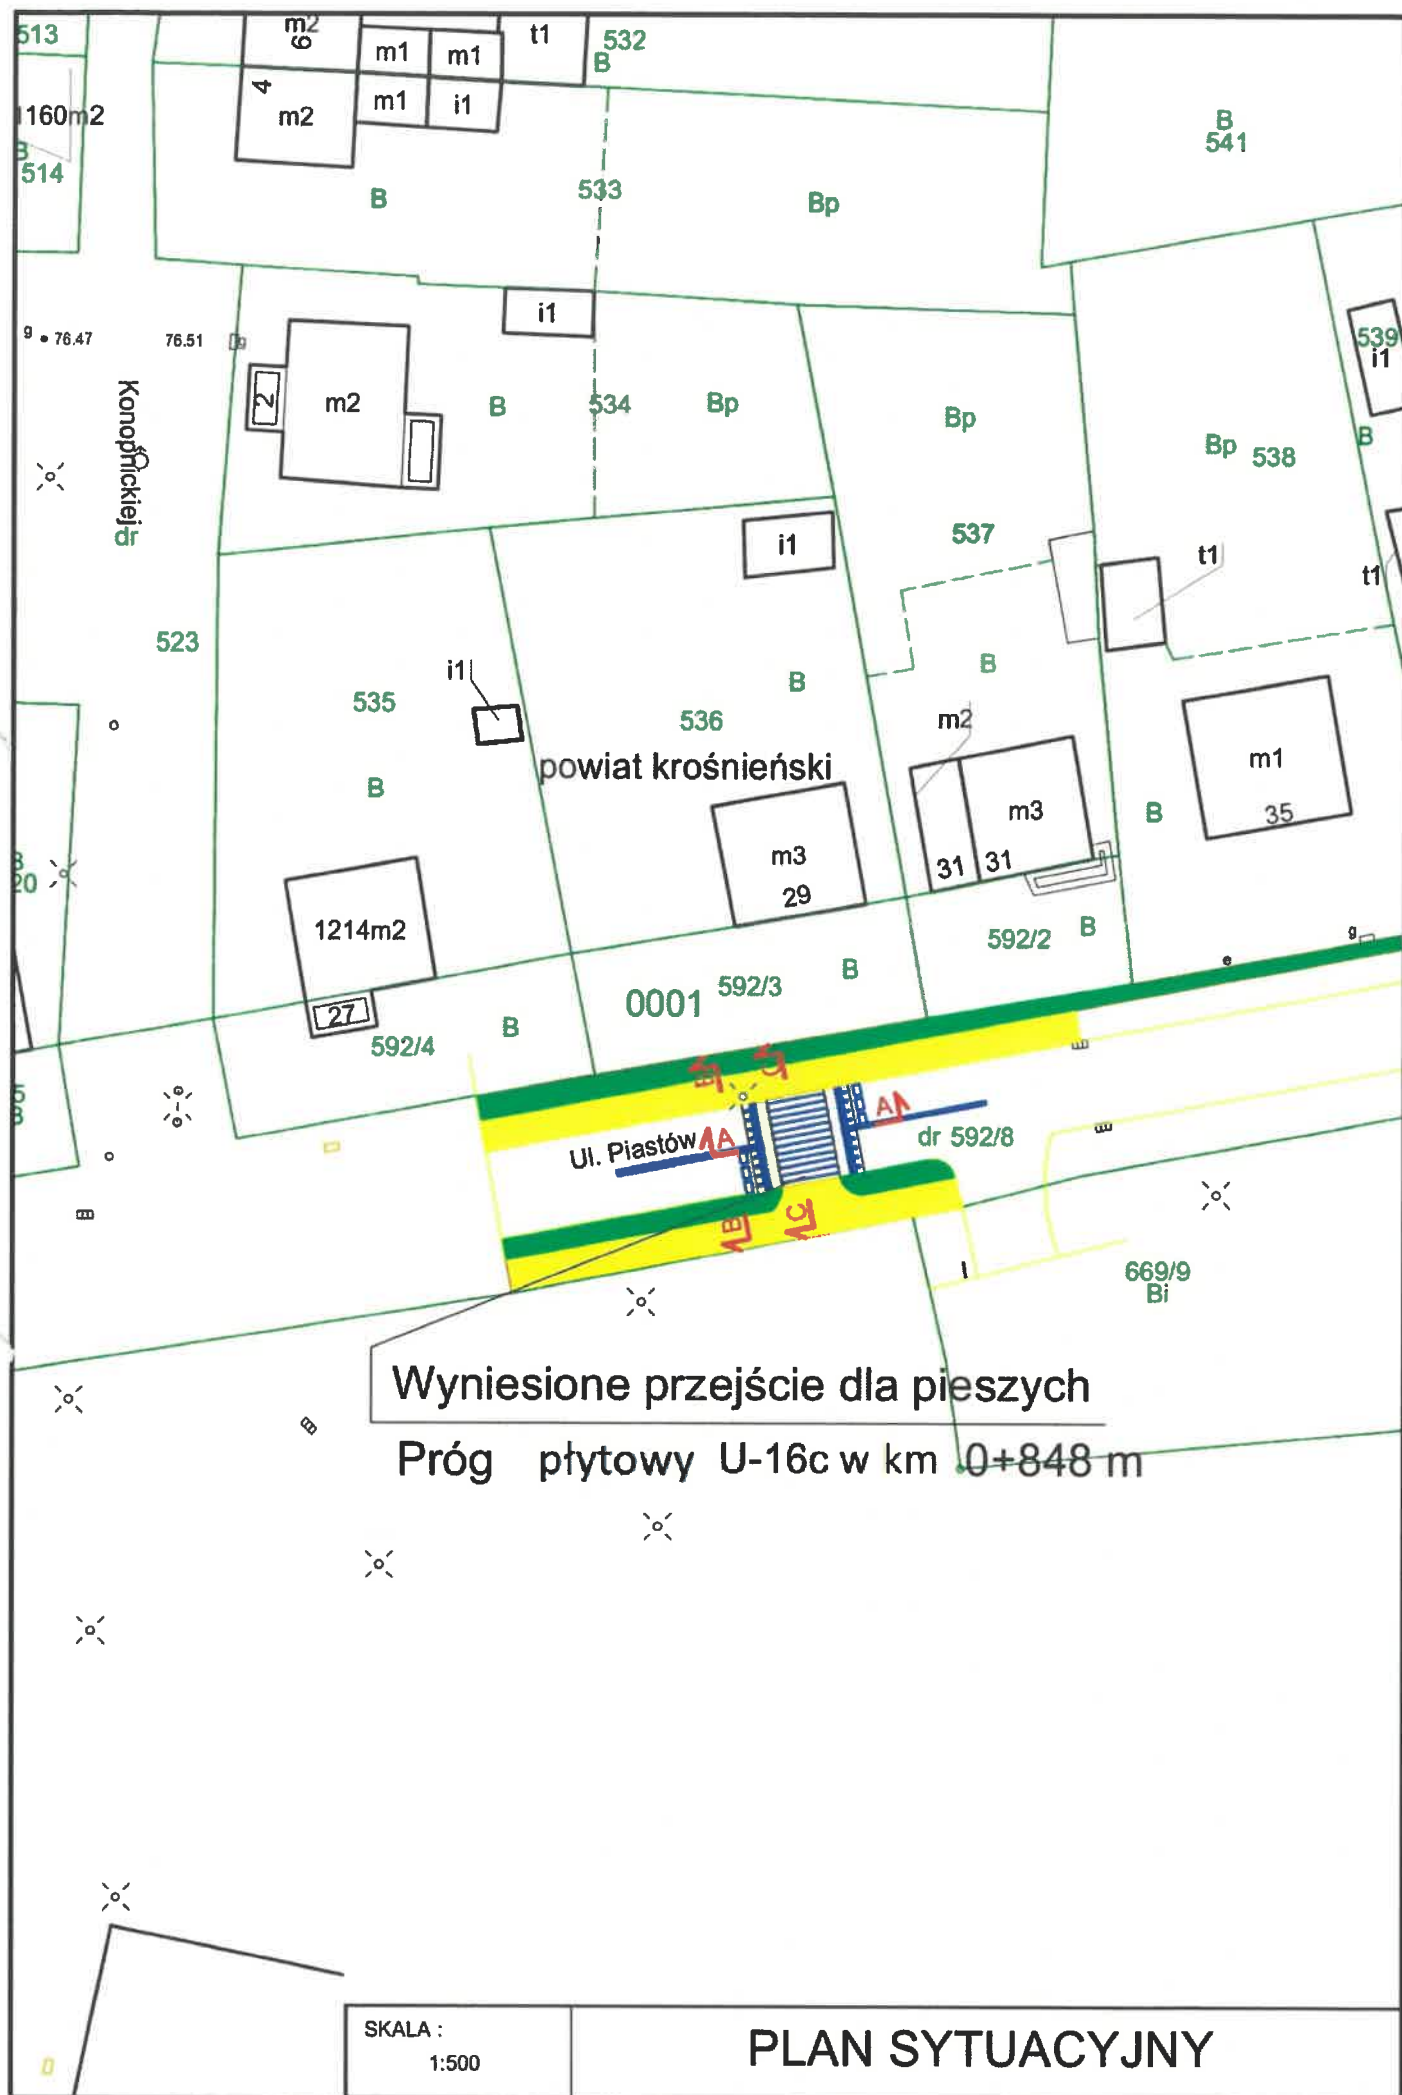 513
m2
6
m1
m1
t1
532
B
4
m2
m1
i1
1160m2
B
514
B
541
B
533
Bp
i1
g
76.47
76.51
g
2
m2
B
534
Bp
Bp
Bp
538
539
i1
B
Konopnickiej
dr
i1
537
t1
t1
523
i1
535
B
536
B
m2
B
powiat krośnieński
m1
35
m3
31
31
B
m3
29
B
20
1214m2
27
592/4
B
0001
592/3
B
592/2
B
g
5
B
B
C
A
A
Ul. Piastów
dr 592/8
B
C
669/9
Bi
Wyniesione przejście dla pieszych
Próg płytowy U-16c w km 0+848 m
SKALA :
1:500
PLAN SYTUACYJNY